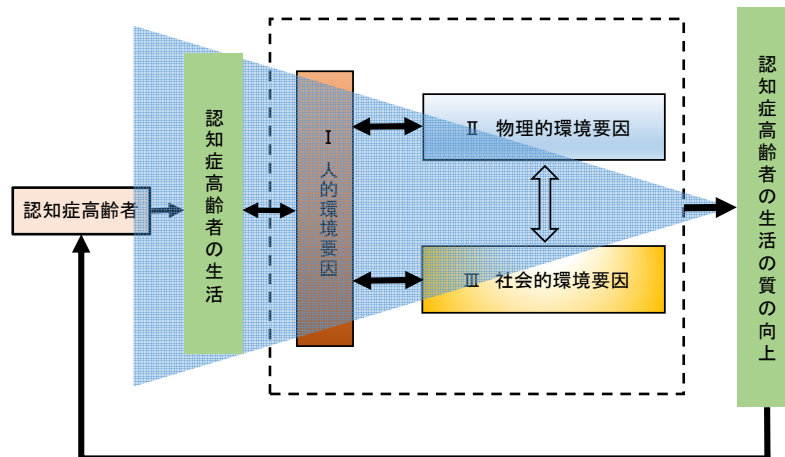 認知症高齢者
認知症高齢者の生活
Ⅰ 人的環境要因
Ⅱ 物理的環境要因
Ⅲ 社会的環境要因
認知症高齢者の生活の質の向上